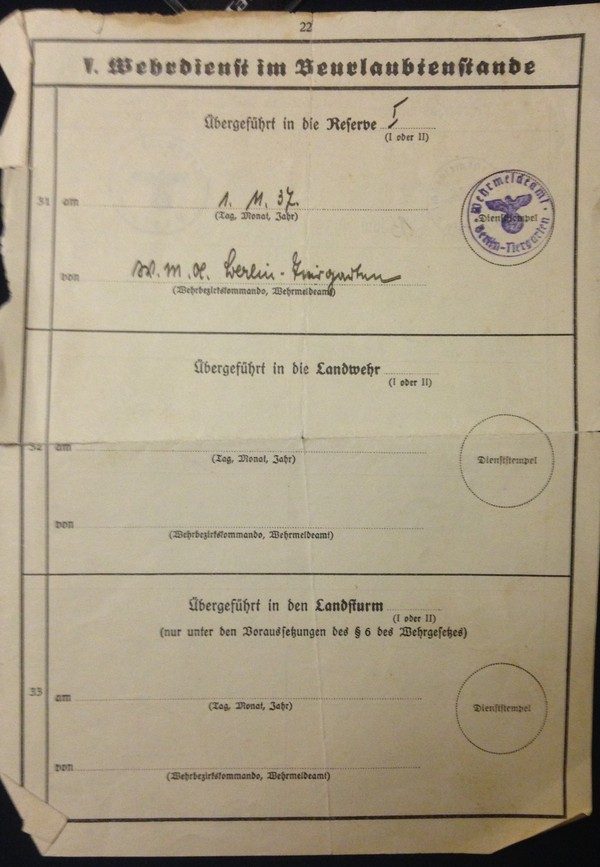 22
V. Wehrdienst im Beurlaubtenstande
Übergeführt in die Reserve I
(I oder II)
31 am 1. 11. 37.
(Tag, Monat, Jahr)
Wehrmeldeamt
Dienststempel
Berlin-Tiergarten
von W.M.A. Berlin-Tiergarten
(Wehrbezirkskommando, Wehrmeldeamt)
Übergeführt in die Landwehr
(I oder II)
32 am
(Tag, Monat, Jahr)
Dienststempel
von
(Wehrbezirkskommando, Wehrmeldeamt)
Übergeführt in den Landsturm
(I oder II)
(nur unter den Voraussetzungen des § 6 des Wehrgesetzes)
33 am
(Tag, Monat, Jahr)
Dienststempel
von
(Wehrbezirkskommando, Wehrmeldeamt)